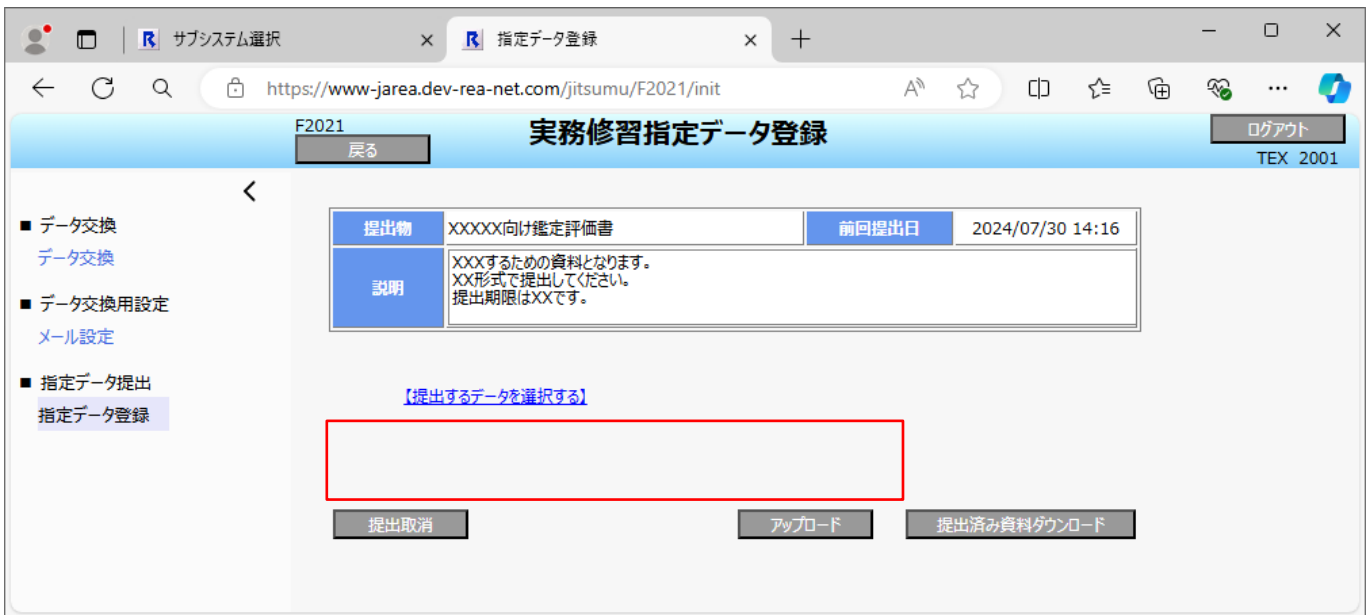 サブシステム選択
指定データ登録
https://www-jarea.dev-rea-net.com/jitsumu/F2021/init
F2021
戻る
実務修習指定データ登録
ログアウト
TEX 2001
■ データ交換
データ交換
■ データ交換用設定
メール設定
■ 指定データ提出
指定データ登録
提出物 XXXXX向け鑑定評価書 前回提出日 2024/07/30 14:16
説明
XXXするための資料となります。
XX形式で提出してください。
提出期限はXXです。
【提出するデータを選択する】
提出取消 アップロード 提出済み資料ダウンロード